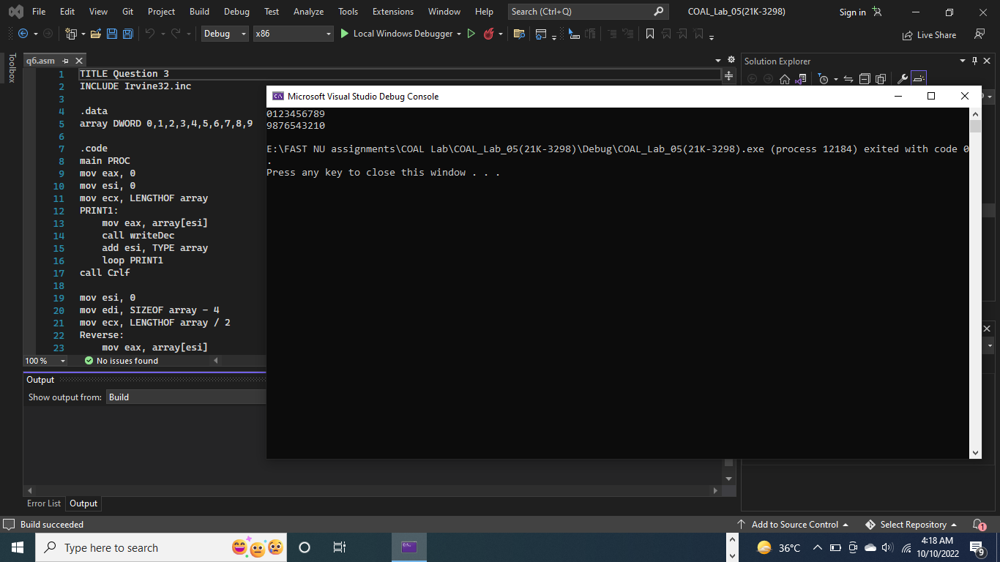 File Edit View Git Project Build Debug Test Analyze Tools Extensions Window Help Search (Ctrl+Q) COAL_Lab_05(21K-3298) Sign in
Debug x86 Local Windows Debugger Live Share
Toolbox
q6.asm
Solution Explorer
1 TITLE Question 3
2 INCLUDE Irvine32.inc
3
4 .data
5 array DWORD 0,1,2,3,4,5,6,7,8,9
6
7 .code
8 main PROC
9 mov eax, 0
10 mov esi, 0
11 mov ecx, LENGTHOF array
12 PRINT1:
13 mov eax, array[esi]
14 call writeDec
15 add esi, TYPE array
16 loop PRINT1
17 call Crlf
18
19 mov esi, 0
20 mov edi, SIZEOF array - 4
21 mov ecx, LENGTHOF array / 2
22 Reverse:
23 mov eax, array[esi]
100 % No issues found
C:\ Microsoft Visual Studio Debug Console
0123456789
9876543210
E:\FAST NU assignments\COAL Lab\COAL_Lab_05(21K-3298)\Debug\COAL_Lab_05(21K-3298).exe (process 12184) exited with code 0
.
Press any key to close this window . . .
Output
Show output from: Build
Error List Output
Build succeeded
Add to Source Control Select Repository 1
Type here to search
36°C
4:18 AM
10/10/2022
9